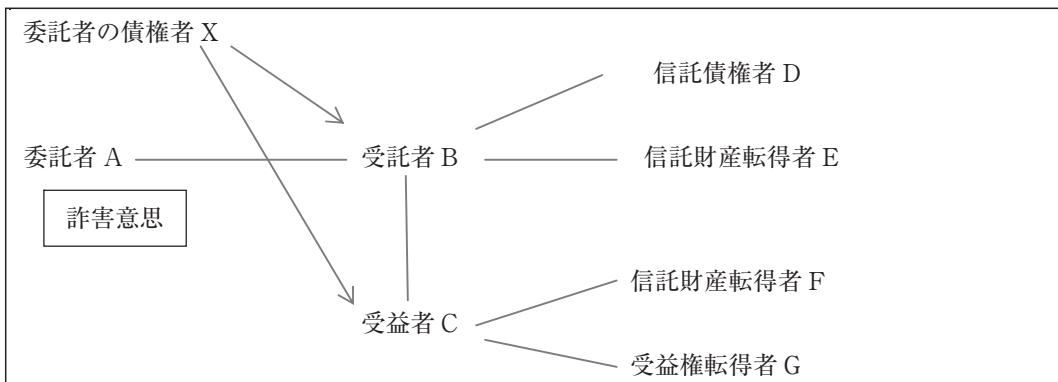 委託者の債権者 X
信託債権者 D
委託者 A
受託者 B
信託財産転得者 E
詐害意思
信託財産転得者 F
受益者 C
受益権転得者 G